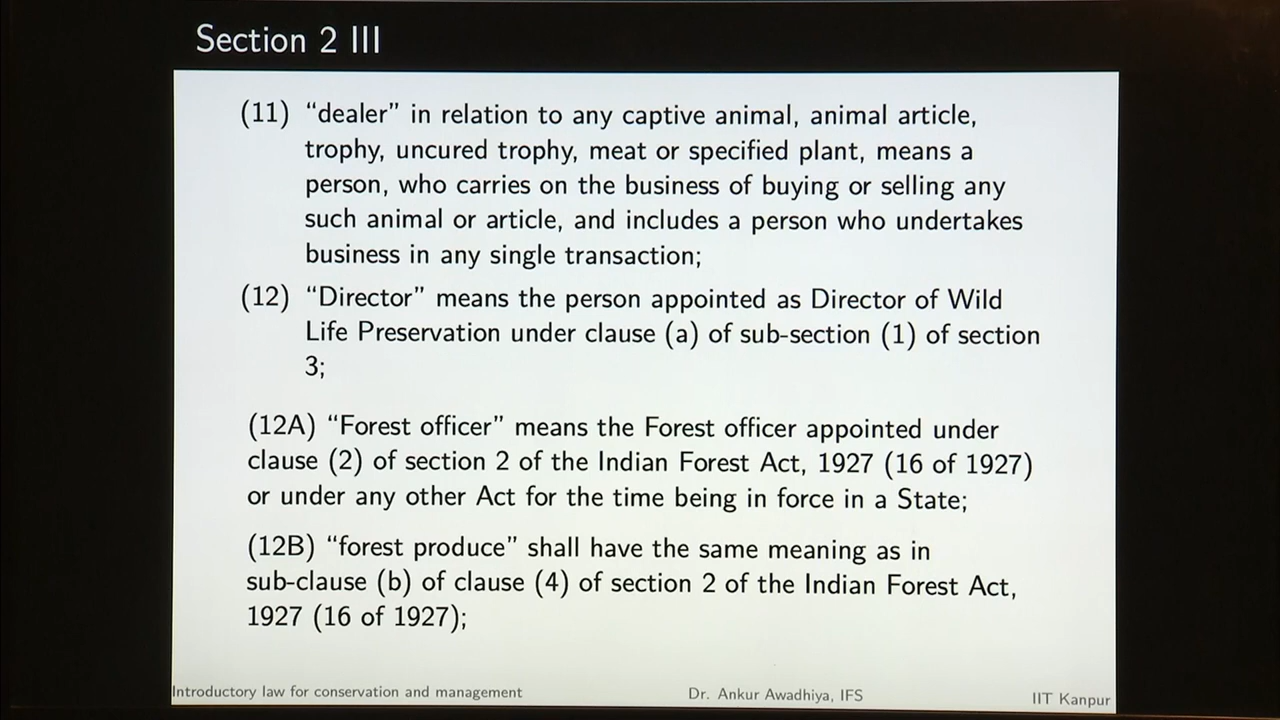 Section 2 III
(11) “dealer” in relation to any captive animal, animal article,
trophy, uncured trophy, meat or specified plant, means a
person, who carries on the business of buying or selling any
such animal or article, and includes a person who undertakes
business in any single transaction;
(12) “Director” means the person appointed as Director of Wild
Life Preservation under clause (a) of sub-section (1) of section
3;
(12A) “Forest officer” means the Forest officer appointed under
clause (2) of section 2 of the Indian Forest Act, 1927 (16 of 1927)
or under any other Act for the time being in force in a State;
(12B) “forest produce” shall have the same meaning as in
sub-clause (b) of clause (4) of section 2 of the Indian Forest Act,
1927 (16 of 1927);
Introductory law for conservation and management Dr. Ankur Awadhiya, IFS IIT Kanpur